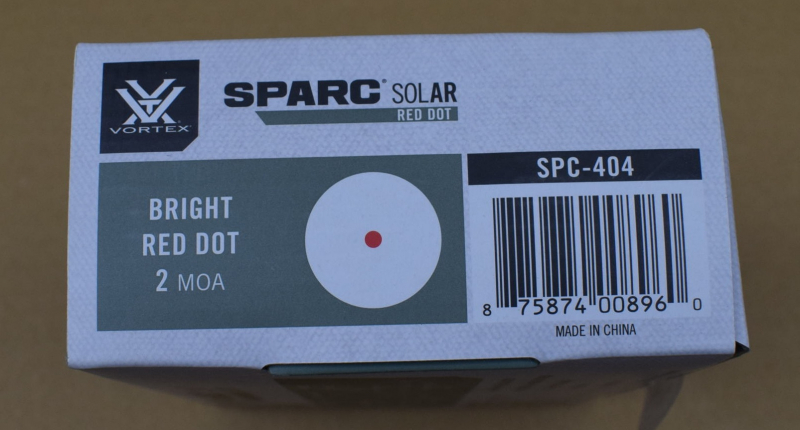 VORTEX
SPARC® SOLAR
RED DOT
BRIGHT
RED DOT
2 MOA
SPC-404
8 75874 00896 0
MADE IN CHINA